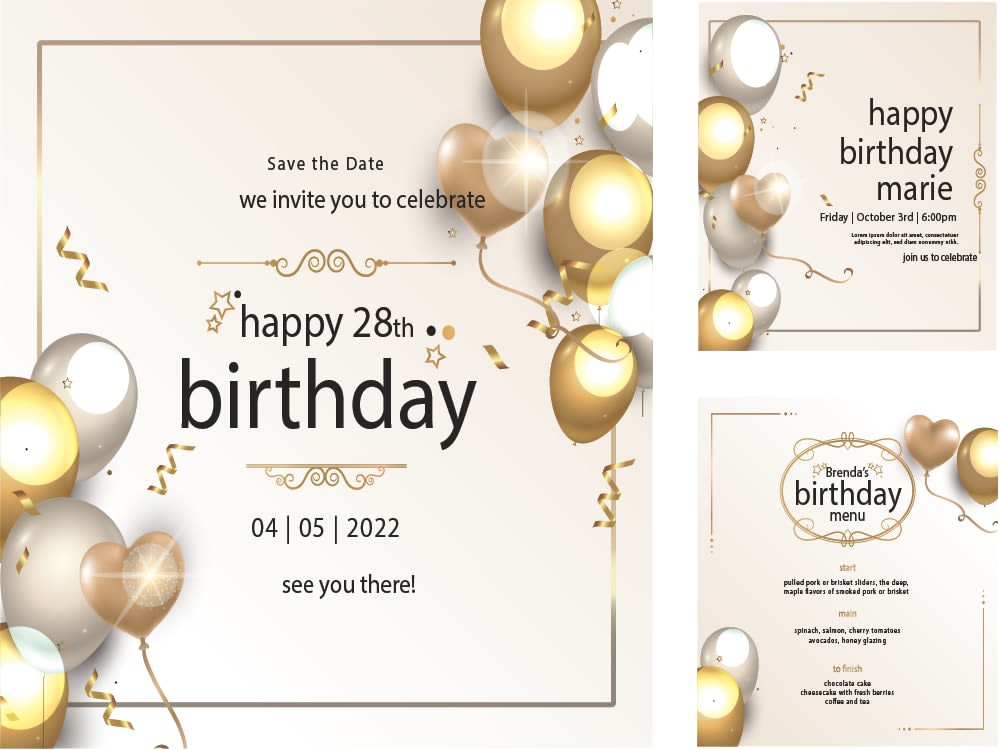 Save the Date
we invite you to celebrate
happy 28th
birthday
04 | 05 | 2022
see you there!
happy
birthday
marie
Friday | October 3rd | 6:00pm
Lorem ipsum dolor sit amet, consectetuer
adipiscing elit, sed diam nonummy nibh.
join us to celebrate
Brenda's
birthday
menu
start
pulled pork or brisket sliders, the deep,
maple flavors of smoked pork or brisket
main
spinach, salmon, cherry tomatoes
avocados, honey glazing
to finish
chocolate cake
cheesecake with fresh berries
coffee and tea